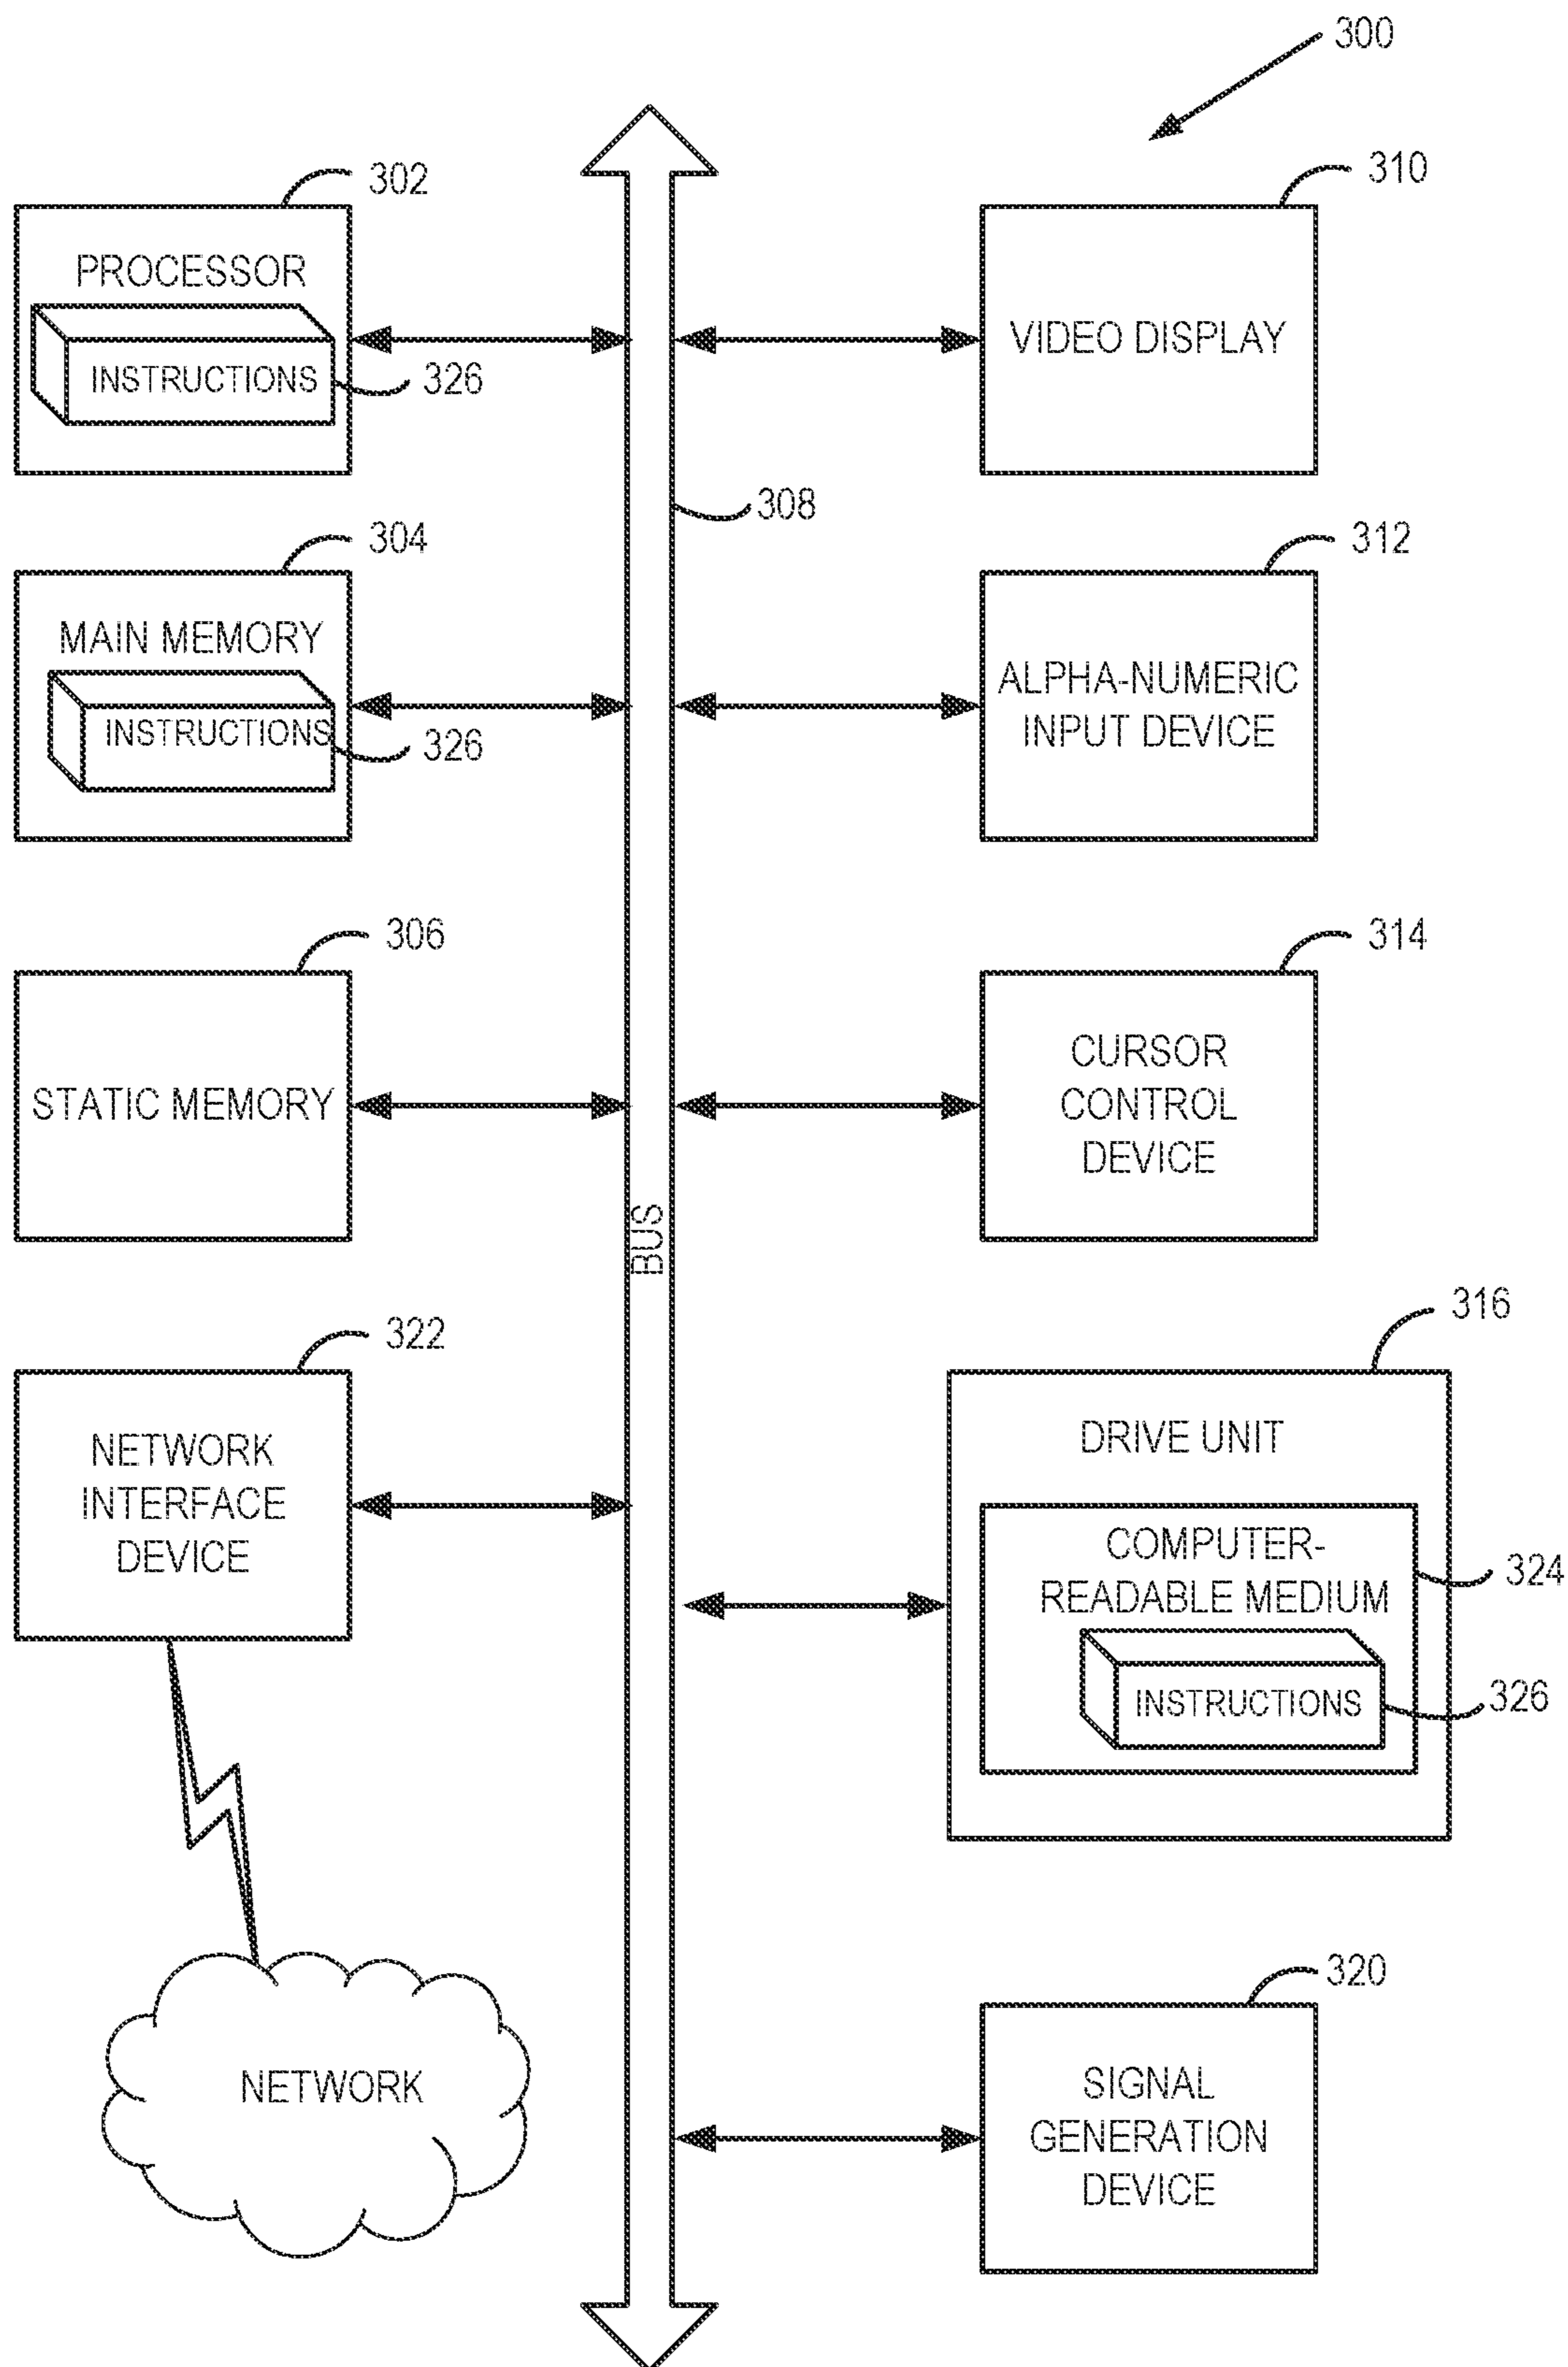 300
302
PROCESSOR
INSTRUCTIONS
326
304
MAIN MEMORY
INSTRUCTIONS
326
306
STATIC MEMORY
322
NETWORK
INTERFACE
DEVICE
NETWORK
308
BUS
310
VIDEO DISPLAY
312
ALPHA-NUMERIC
INPUT DEVICE
314
CURSOR
CONTROL
DEVICE
316
DRIVE UNIT
COMPUTER-
READABLE MEDIUM
324
INSTRUCTIONS
326
320
SIGNAL
GENERATION
DEVICE